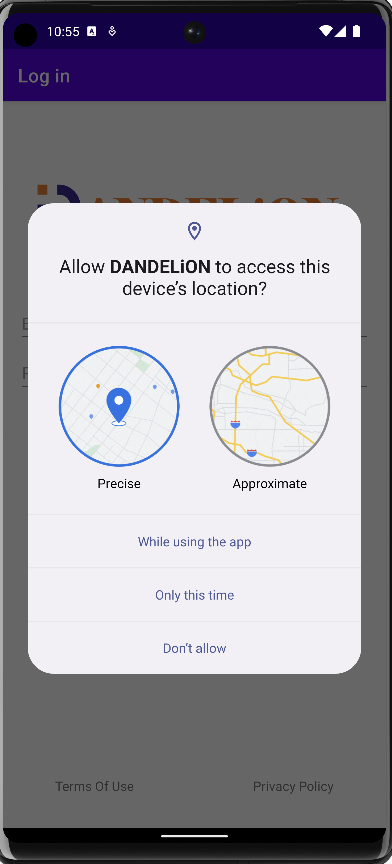 10:55
Log in
DANDELiON
Allow DANDELiON to access this
device's location?
Precise
Approximate
While using the app
Only this time
Don't allow
Terms Of Use
Privacy Policy